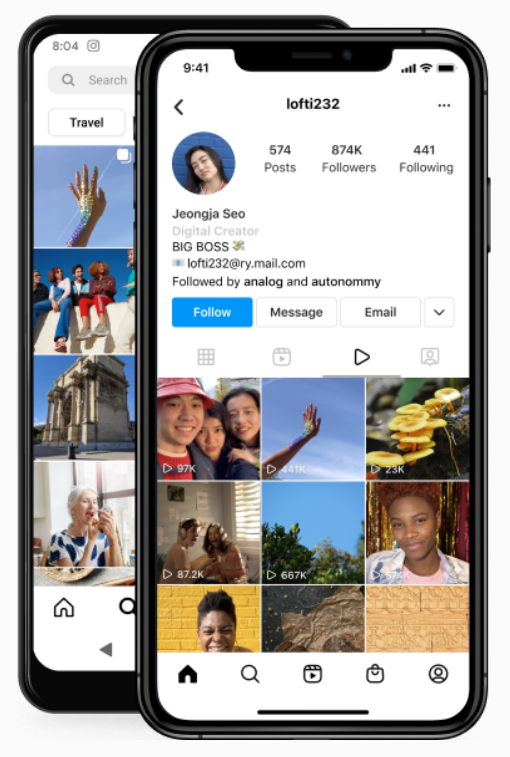 8:04
Search
Travel
9:41
lofti232
574 874K 441
Posts Followers Following
Jeongja Seo
Digital Creator
BIG BOSS
lofti232@ry.mail.com
Followed by analog and autonommy
Follow Message Email
97K 441K 23K
87.2K 667K